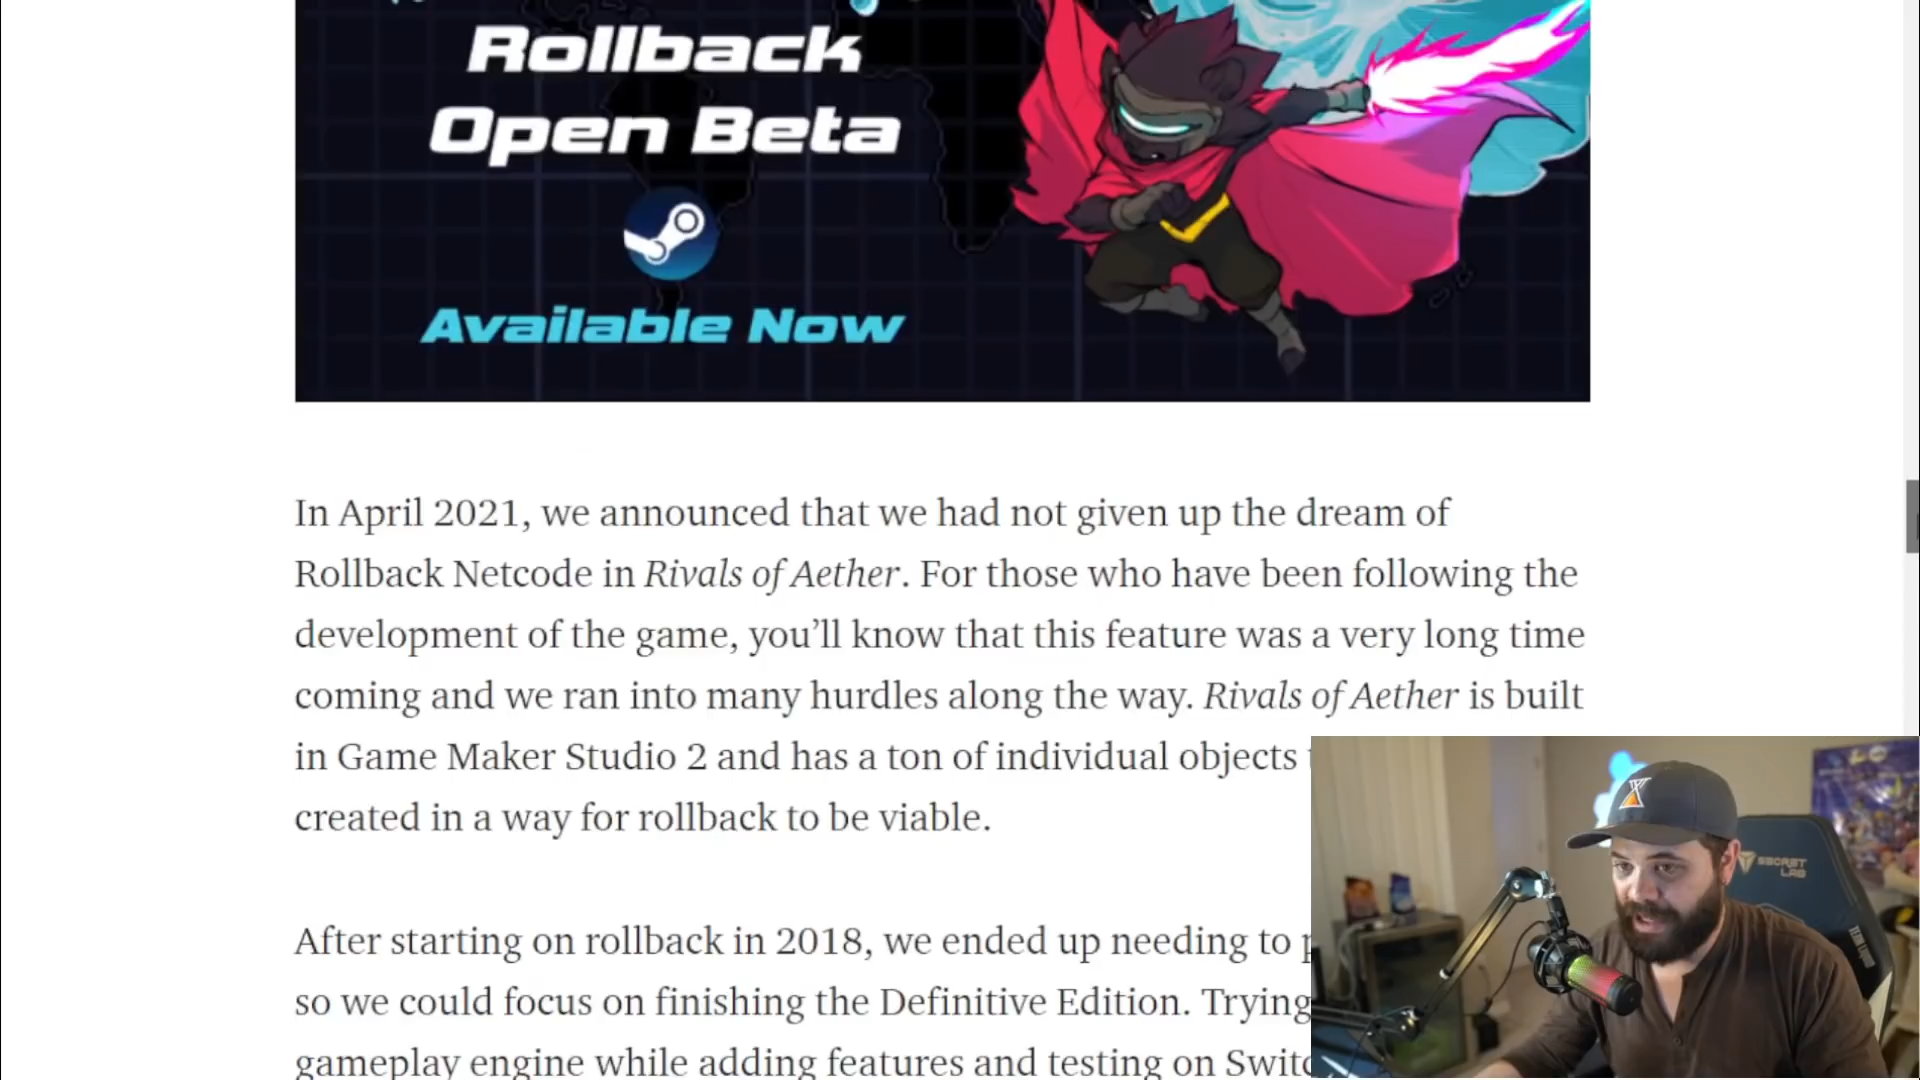 Rollback
Open Beta
Available Now
In April 2021, we announced that we had not given up the dream of
Rollback Netcode in Rivals of Aether. For those who have been following the
development of the game, you’ll know that this feature was a very long time
coming and we ran into many hurdles along the way. Rivals of Aether is built
in Game Maker Studio 2 and has a ton of individual objects
created in a way for rollback to be viable.
After starting on rollback in 2018, we ended up needing to
so we could focus on finishing the Definitive Edition. Trying
gameplay engine while adding features and testing on
SECRET
LAB